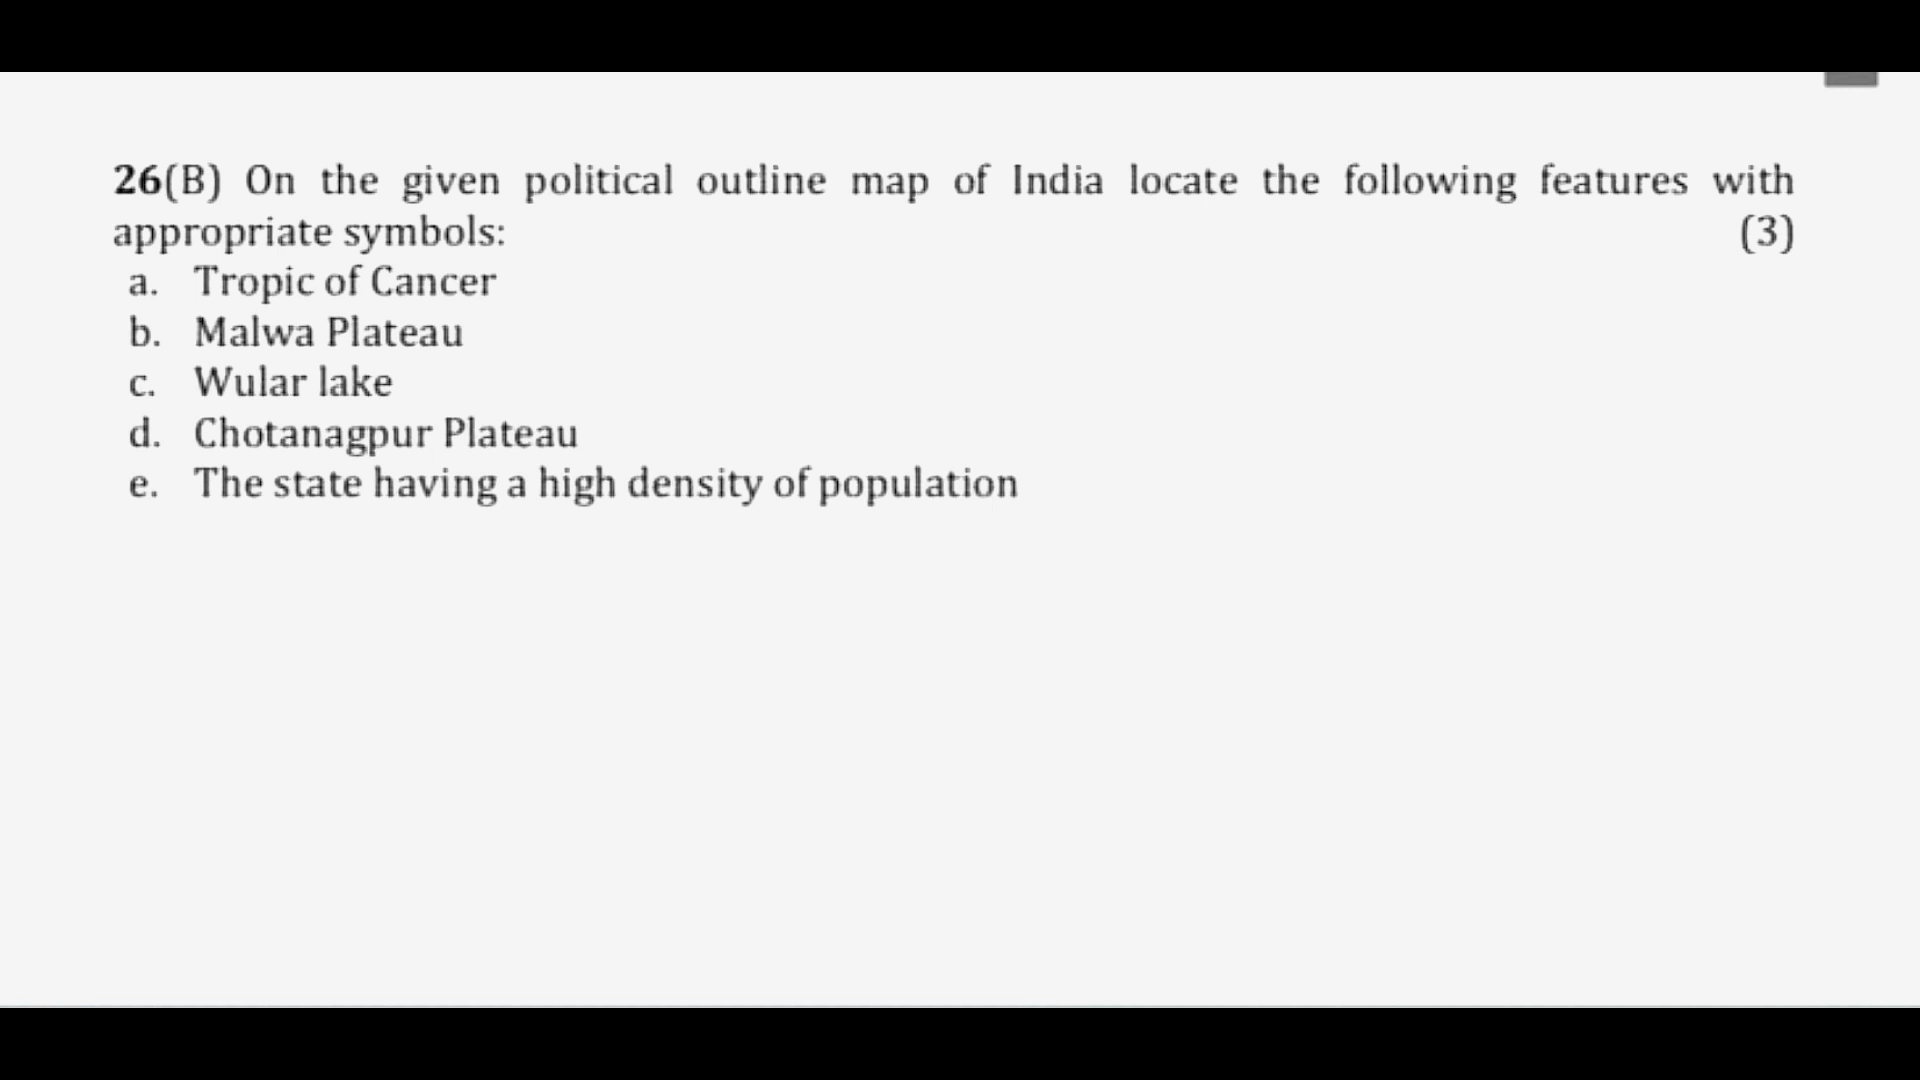 26(B) On the given political outline map of India locate the following features with
appropriate symbols: (3)
a. Tropic of Cancer
b. Malwa Plateau
c. Wular lake
d. Chotanagpur Plateau
e. The state having a high density of population